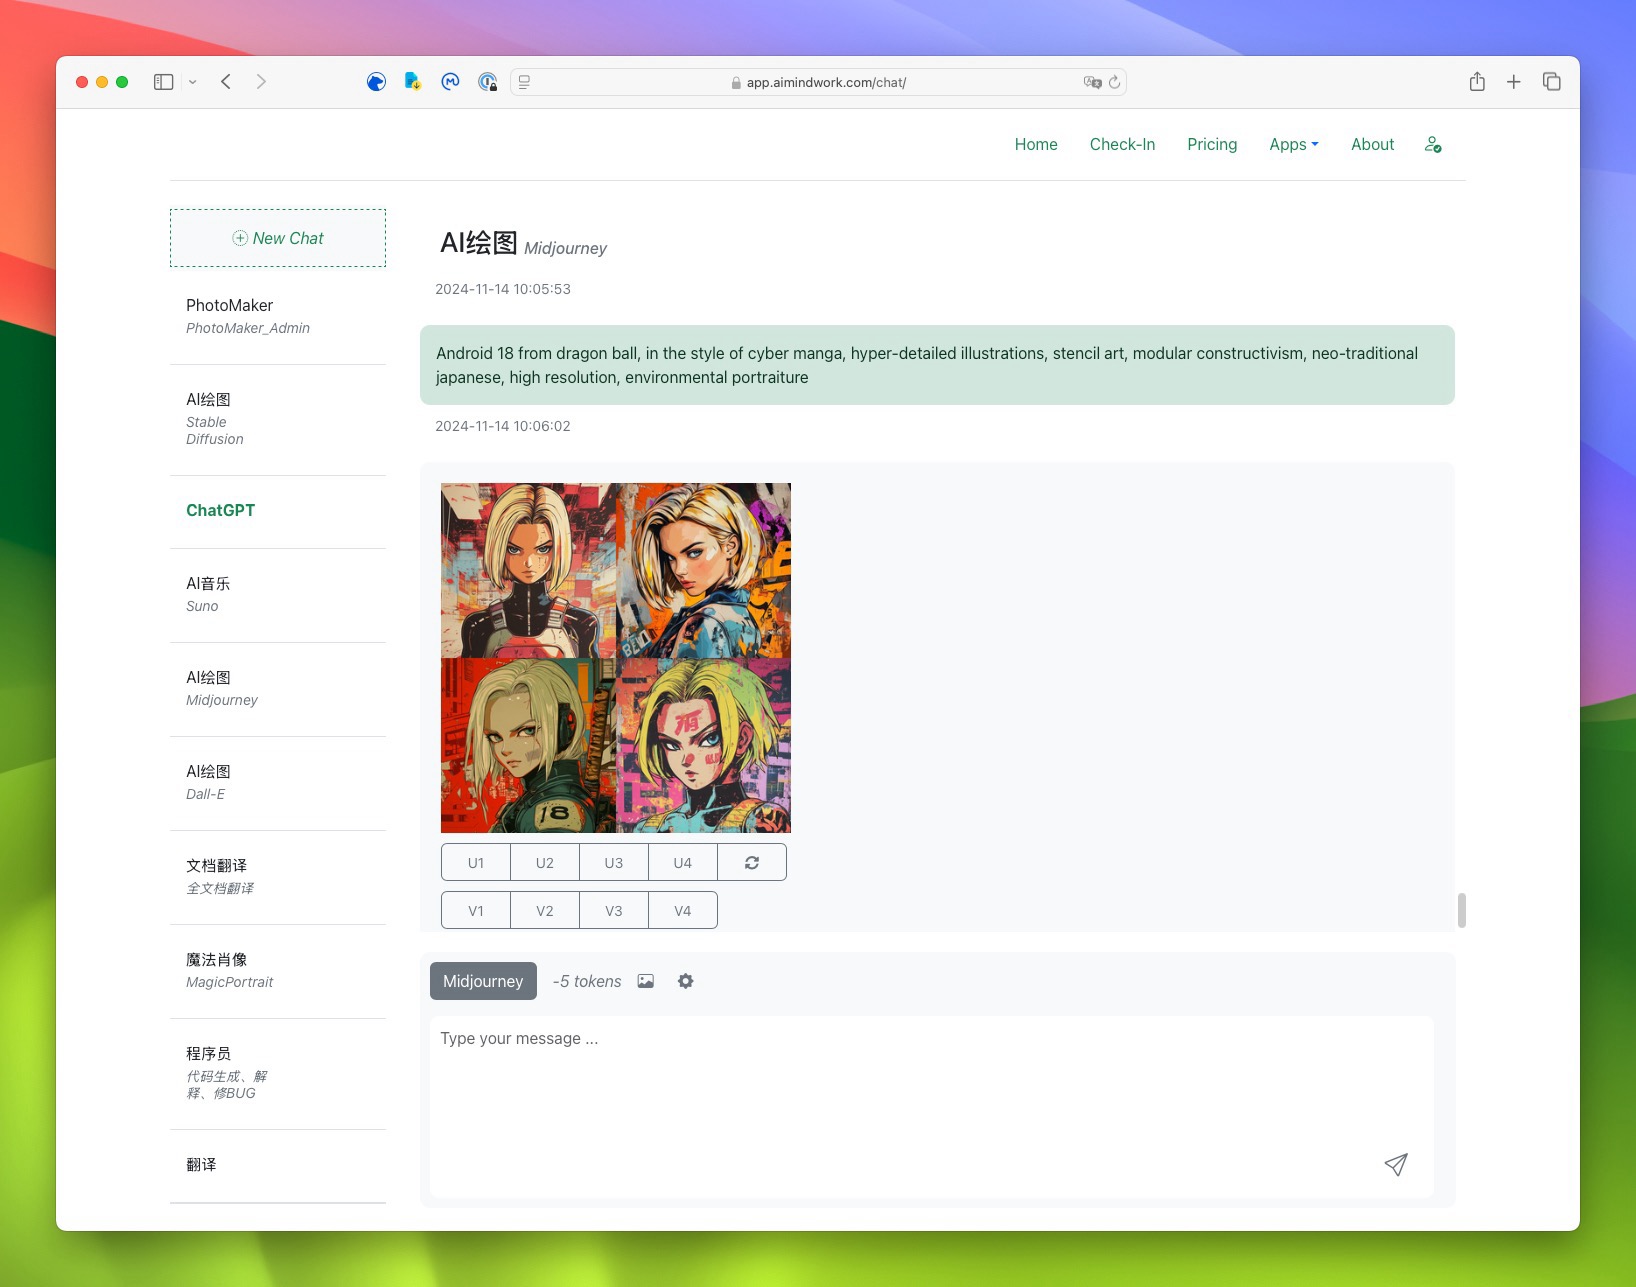 app.aimindwork.com/chat/
Home
Check-In
Pricing
Apps
About
New Chat
PhotoMaker
PhotoMaker_Admin
AI绘图
Stable
Diffusion
ChatGPT
AI音乐
Suno
AI绘图
Midjourney
AI绘图
Dall-E
文档翻译
全文档翻译
魔法肖像
MagicPortrait
程序员
代码生成、解
释、修BUG
翻译
AI绘图 Midjourney
2024-11-14 10:05:53
Android 18 from dragon ball, in the style of cyber manga, hyper-detailed illustrations, stencil art, modular constructivism, neo-traditional
japanese, high resolution, environmental portraiture
2024-11-14 10:06:02
18
U1
U2
U3
U4
V1
V2
V3
V4
Midjourney
-5 tokens
Type your message ...